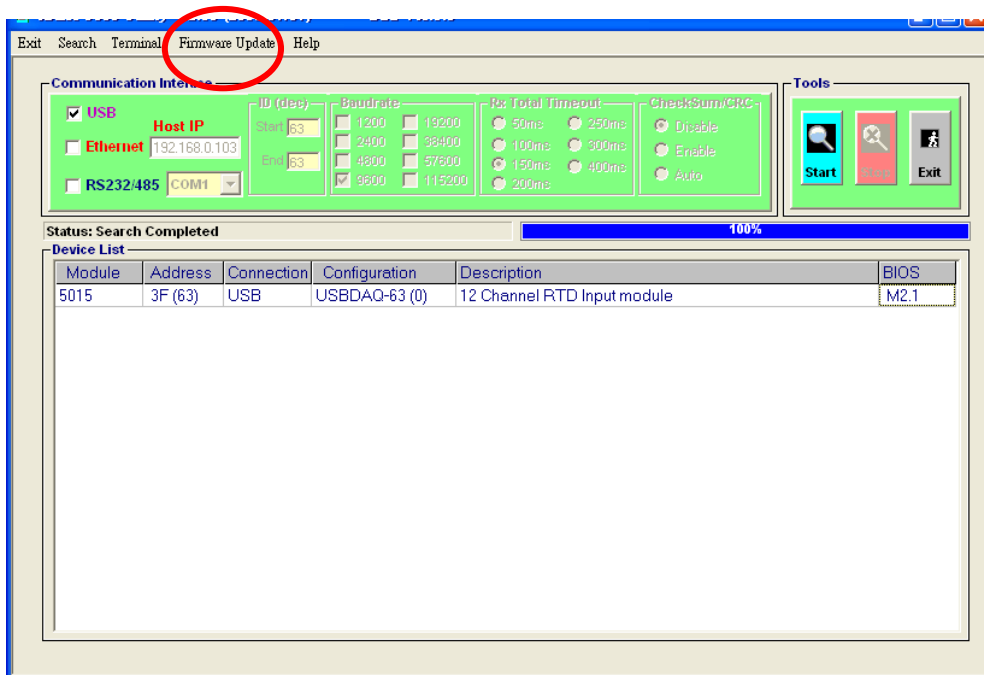 Exit Search Terminal Firmware Update Help
Communication Interface
Tools
USB
Host IP
Ethernet 192.168.0.103
RS232/485 COM1
ID (dec)
Start 63
End 63
Baudrate
1200 19200
2400 38400
4800 57600
9600 115200
Rx Total Timeout
50ms 250ms
100ms 300ms
150ms 400ms
200ms
CheckSum/CRC
Disable
Enable
Auto
Start Exit
Status: Search Completed
100%
Device List
Module Address Connection Configuration Description BIOS
5015 3F (63) USB USBDAQ-63 (0) 12 Channel RTD Input module M2.1